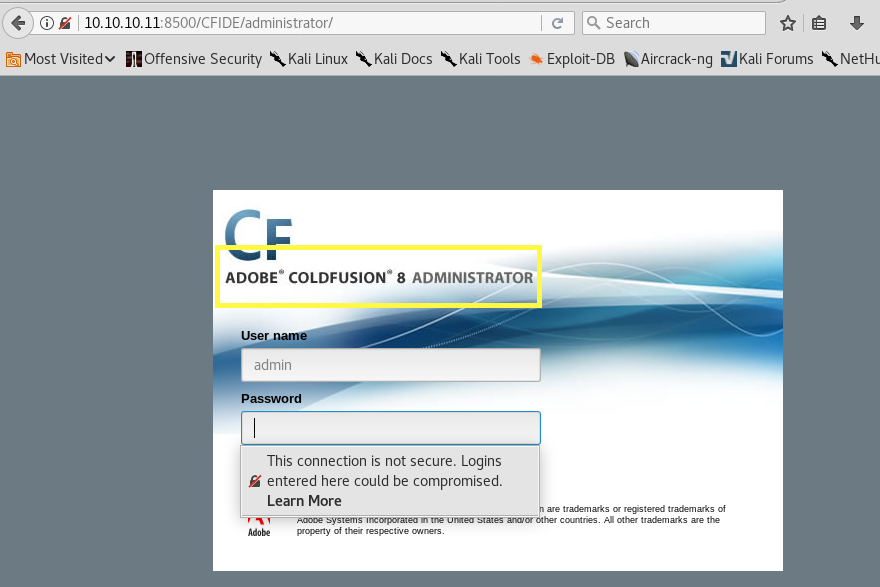 10.10.10.11:8500/CFIDE/administrator/
Search
Most Visited
Offensive Security
Kali Linux
Kali Docs
Kali Tools
Exploit-DB
Aircrack-ng
Kali Forums
NetHu
CF
ADOBE® COLDFUSION® 8 ADMINISTRATOR
User name
admin
Password
This connection is not secure. Logins
entered here could be compromised.
Learn More
n are trademarks or registered trademarks of
Adobe Systems Incorporated in the United States and/or other countries. All other trademarks are the
property of their respective owners.
Adobe